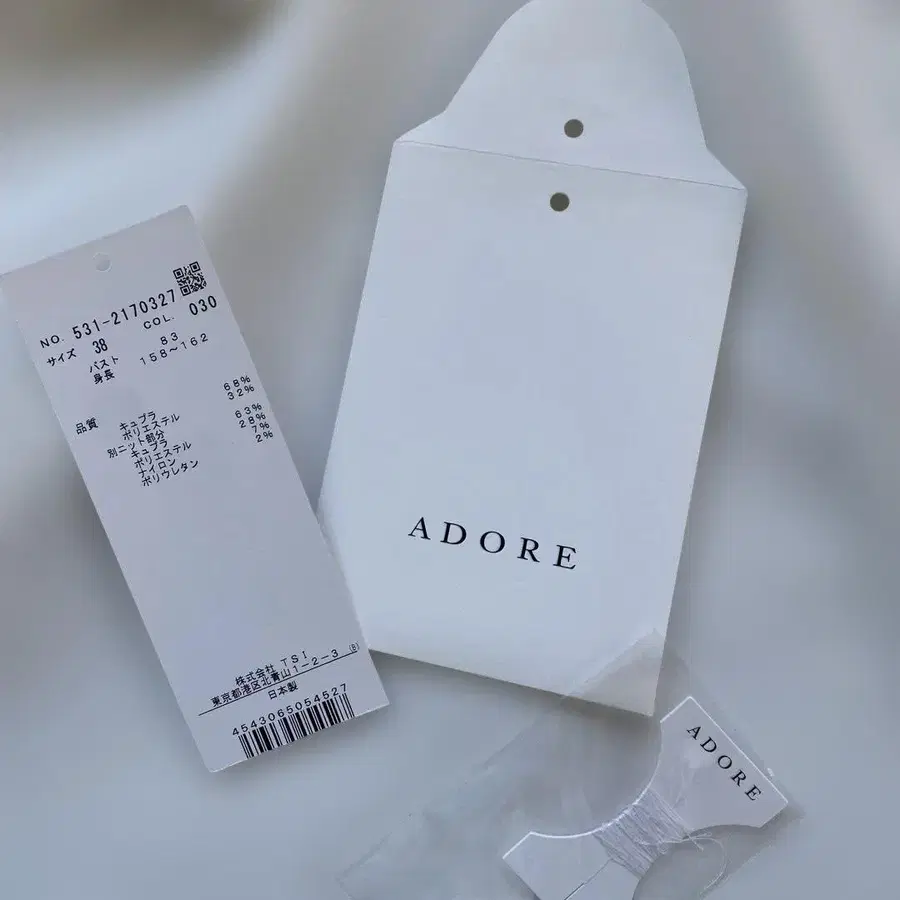 NO. 531-2170327
COL. 030
サイズ 38
バスト 83
身長 158~162
品質 キュプラ 68%
ポリエステル 32%
別ニット部分
キュプラ 63%
ポリエステル 28%
ナイロン
ポリウレタン 2%
株式会社 TSI
東京都港区北青山1-2-3 (B)
日本製
4543065054527
ADORE
ADORE